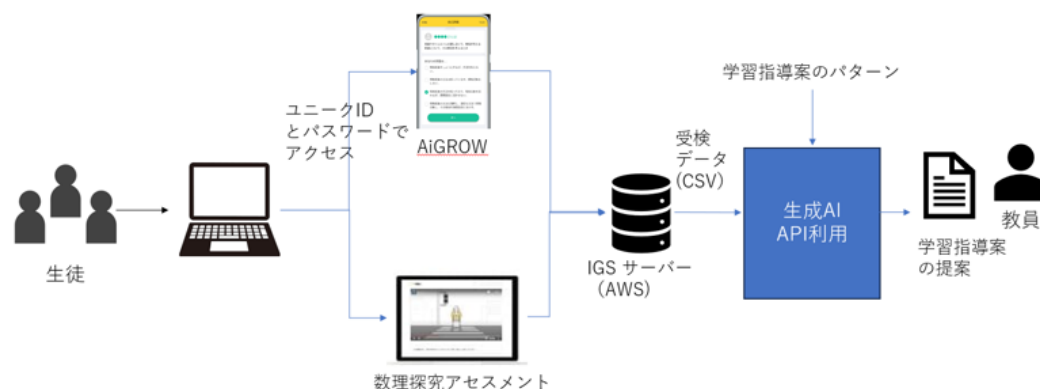 AiGROW
学習指導案のパターン
ユニークID
とパスワードで
アクセス
受検
データ
(CSV)
生徒
生成AI
API利用
教員
学習指導案
の提案
IGS サーバー
(AWS)
数理探究アセスメント